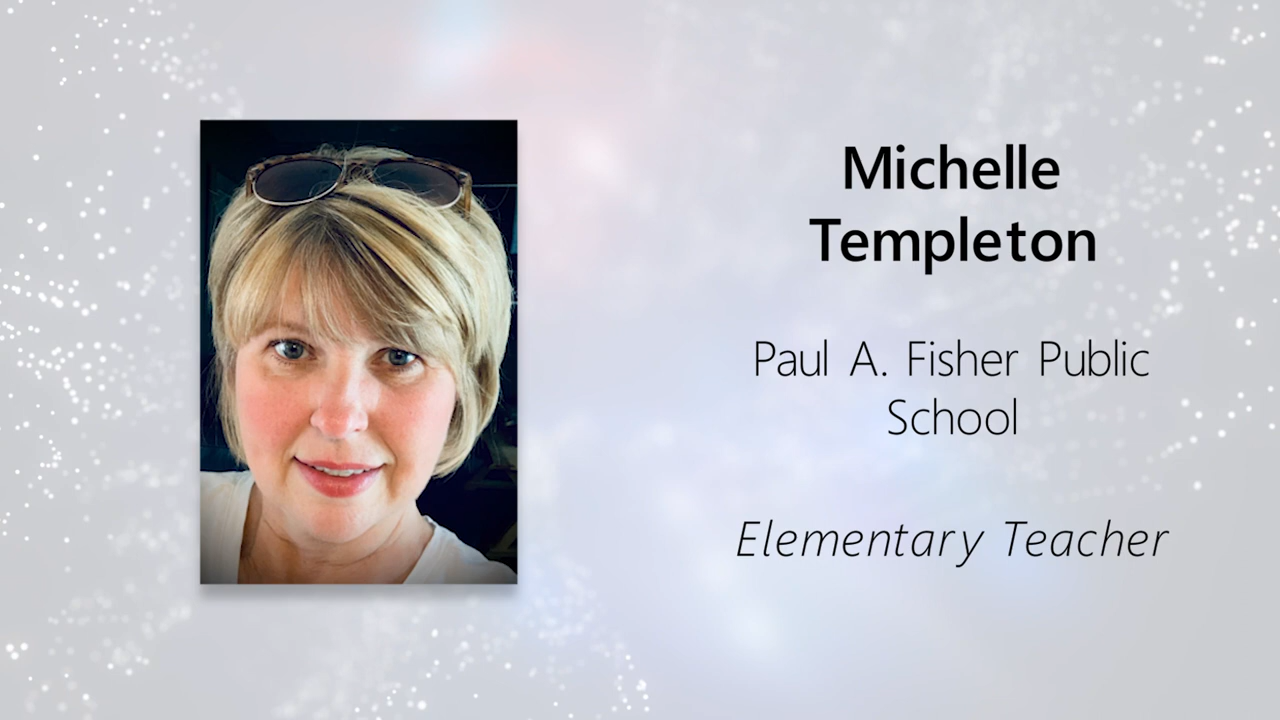 Michelle
Templeton
Paul A. Fisher Public
School
Elementary Teacher